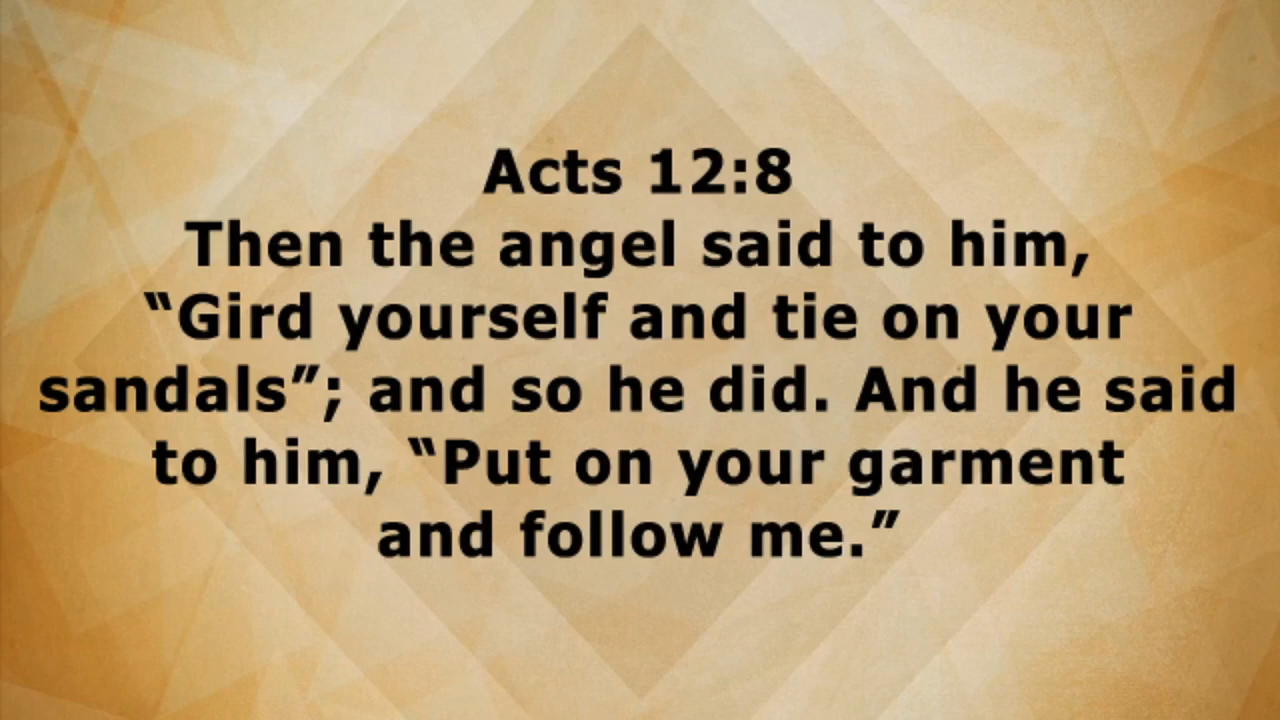 Acts 12:8
Then the angel said to him,
“Gird yourself and tie on your
sandals”; and so he did. And he said
to him, “Put on your garment
and follow me.”